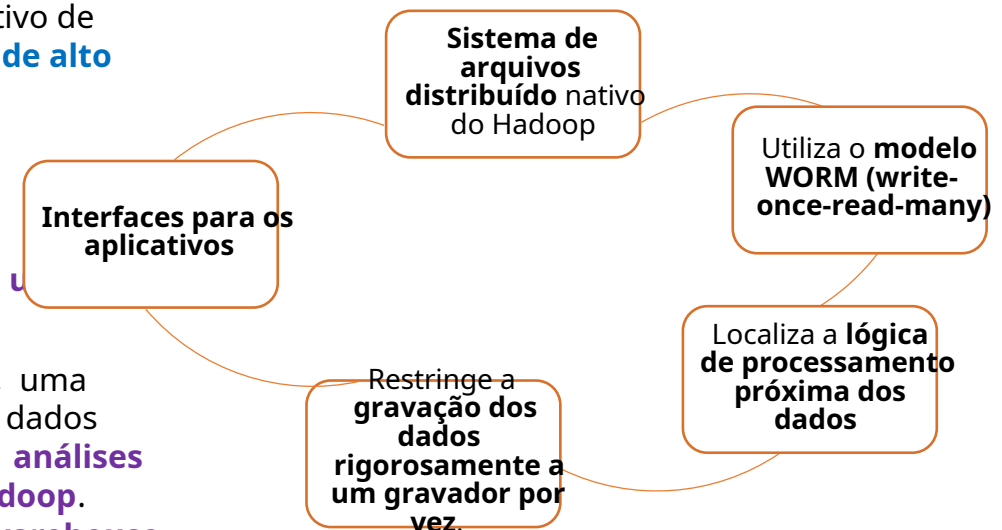 tivo de
de alto
Sistema de
arquivos
distribuído nativo
do Hadoop
Utiliza o modelo
WORM (write-
once-read-many)
Interfaces para os
aplicativos
Localiza a lógica
de processamento
próxima dos
dados
Restringe a
gravação dos
dados
rigorosamente a
um gravador por
vez.
uma
dados
análises
doop.